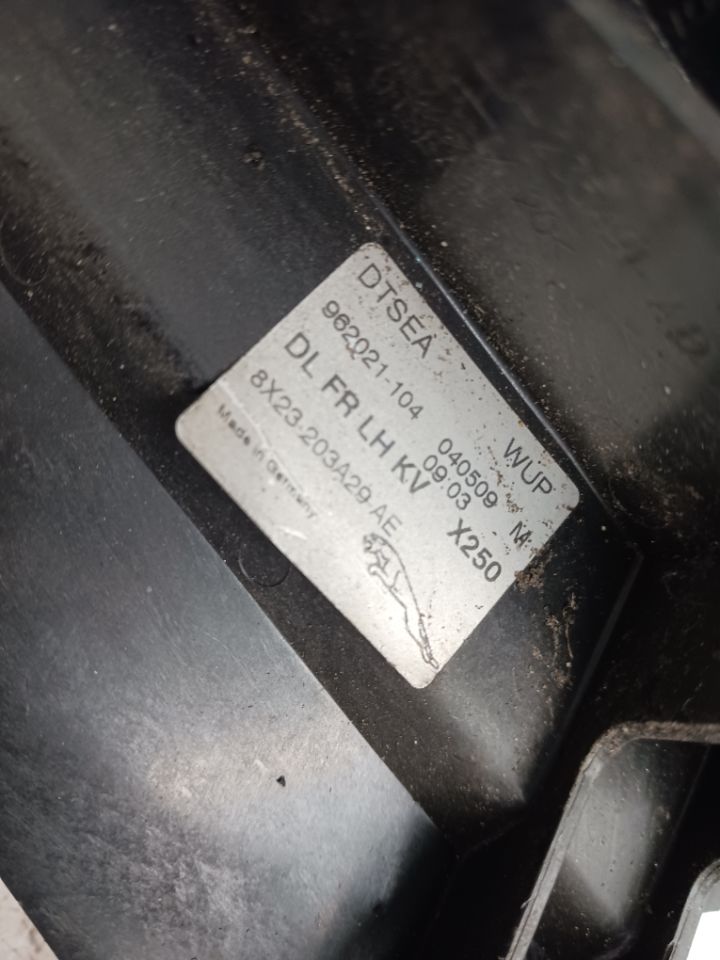 DTSEA WUP
962021-104 040509 M
DL FR LH KV 09:03
8X23.203A29 AE X250
Made in Germany